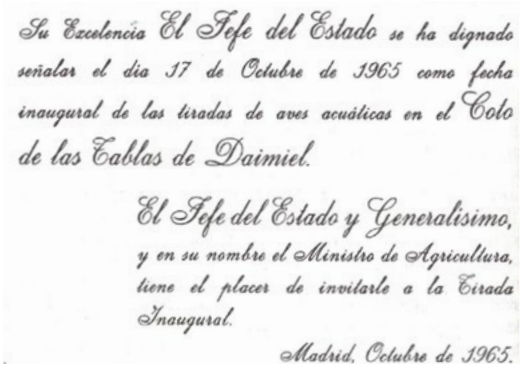 Su Excelencia El Jefe del Estado se ha dignado
señalar el dia 17 de Octubre de 1965 como fecha
inaugural de las tiradas de aves acuáticas en el Coto
de las Tablas de Daimiel.
El Jefe del Estado y Generalísimo,
y en su nombre el Ministro de Agricultura,
tiene el placer de invitarle a la Tirada
Inaugural.
Madrid, Octubre de 1965.